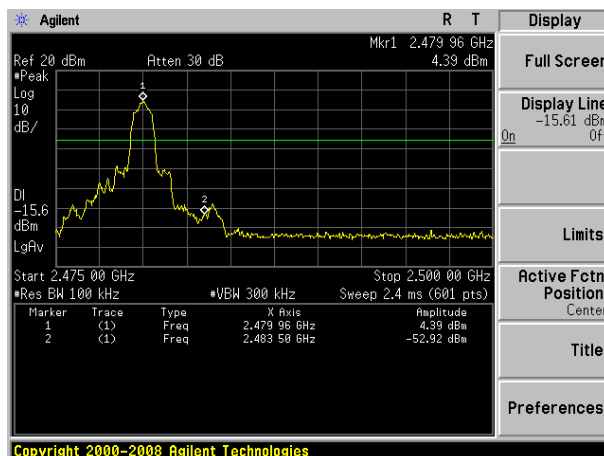 Agilent R T
Mkr1 2.479 96 GHz
Ref 20 dBm Atten 30 dB 4.39 dBm
#Peak
Log
10
dB/
1
2
DI
-15.6
dBm
LgAv
Start 2.475 00 GHz Stop 2.500 00 GHz
#Res BW 100 kHz #VBW 300 kHz Sweep 2.4 ms (601 pts)
Marker Trace Type X Axis Amplitude
1 (1) Freq 2.479 96 GHz 4.39 dBm
2 (1) Freq 2.483 50 GHz -52.92 dBm
Copyright 2000-2008 Agilent Technologies
Display
Full Screen
Display Line
-15.61 dBm
On Off
Limits
Active Fctn
Position
Center
Title
Preferences